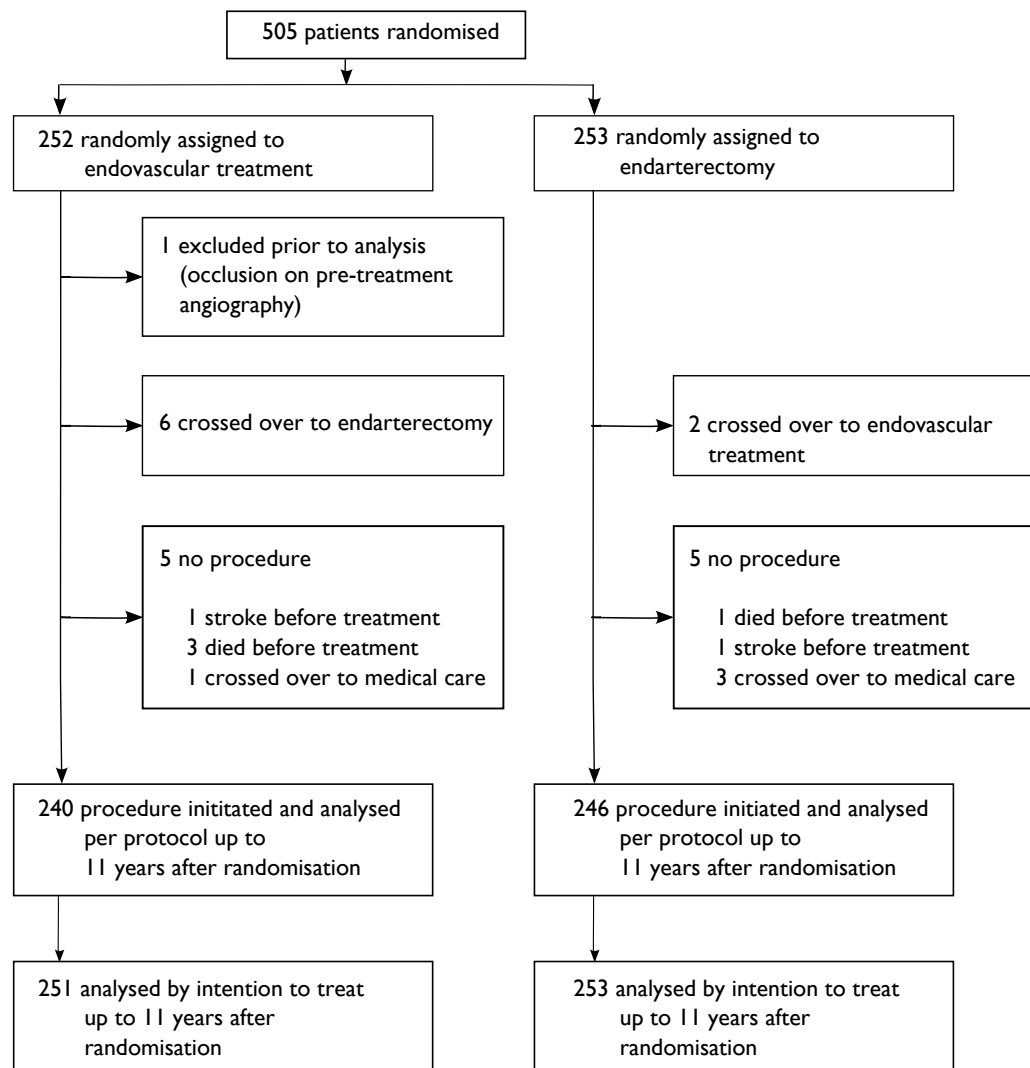 505 patients randomised
252 randomly assigned to
endovascular treatment
253 randomly assigned to
endarterectomy
1 excluded prior to analysis
(occlusion on pre-treatment
angiography)
6 crossed over to endarterectomy
2 crossed over to endovascular
treatment
5 no procedure
1 stroke before treatment
3 died before treatment
1 crossed over to medical care
5 no procedure
1 died before treatment
1 stroke before treatment
3 crossed over to medical care
240 procedure inititated and analysed
per protocol up to
11 years after randomisation
246 procedure initiated and analysed
per protocol up to
11 years after randomisation
251 analysed by intention to treat
up to 11 years after
randomisation
253 analysed by intention to treat
up to 11 years after
randomisation